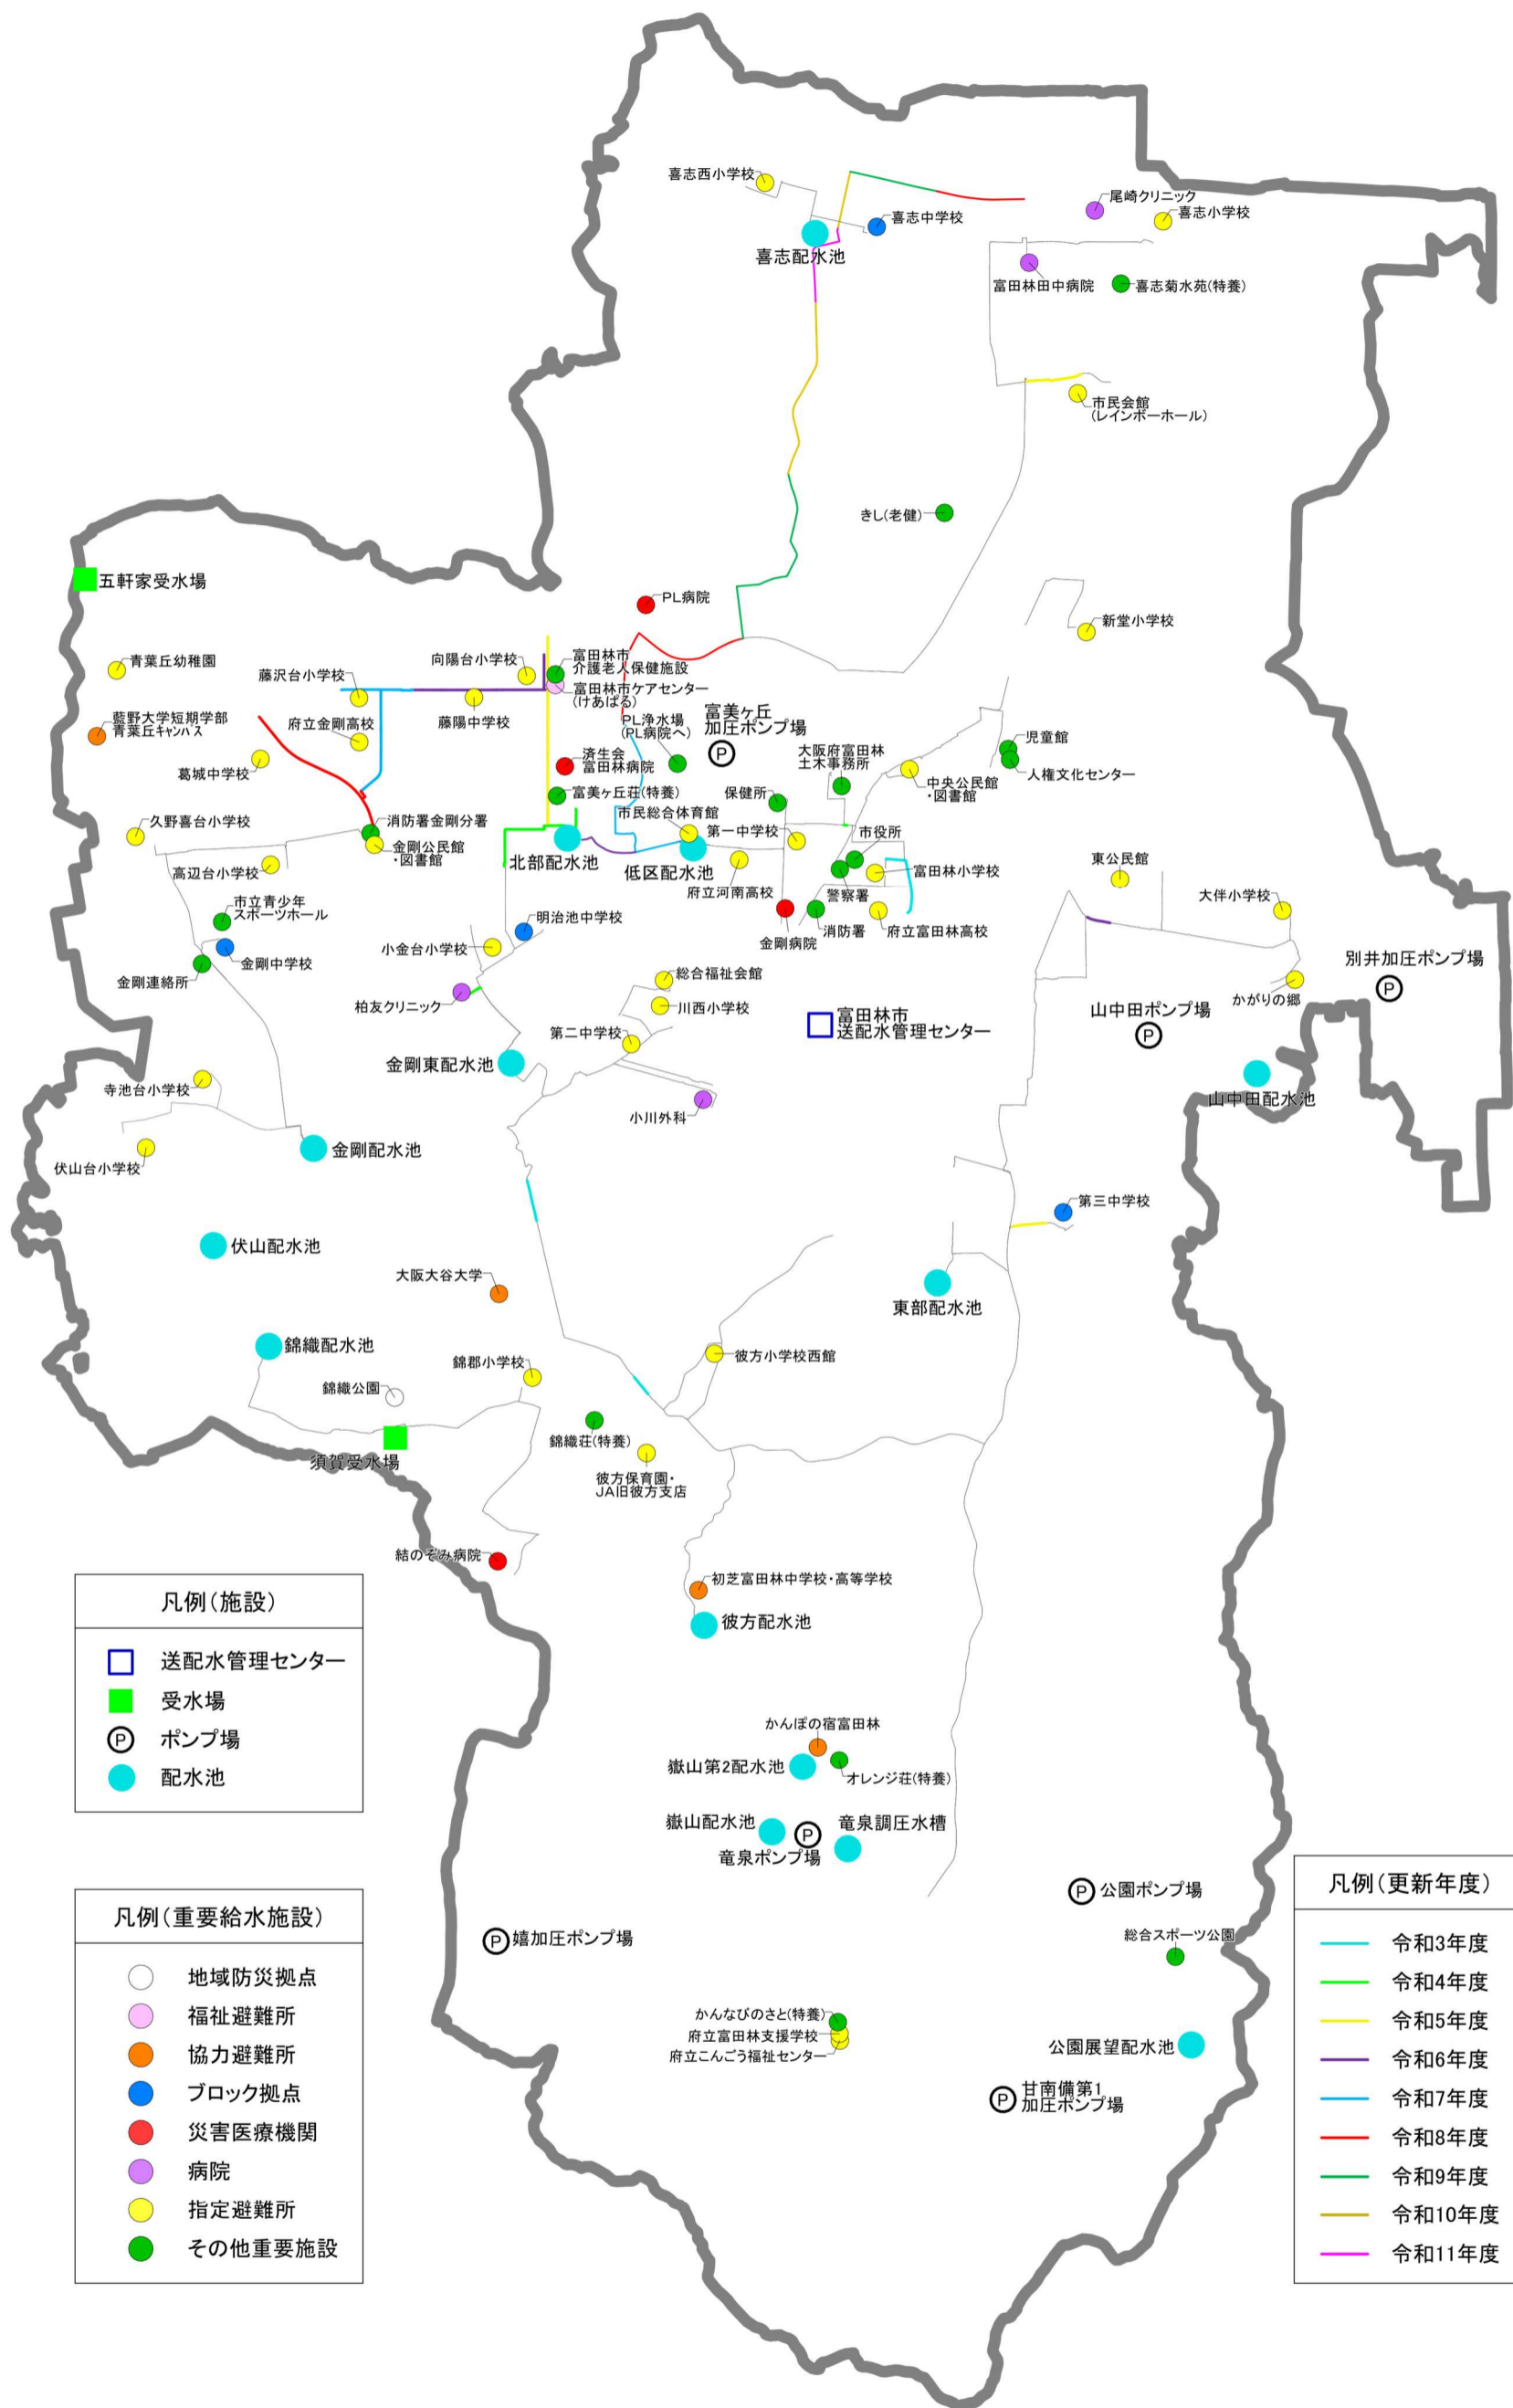 喜志西小学校
尾崎クリニック
喜志小学校
喜志中学校
喜志配水池
富田林田中病院
喜志菊水苑(特養)
市民会館
(レインボーホール)
きし(老健)
五軒家受水場
PL病院
新堂小学校
青葉丘幼稚園
藤沢台小学校
向陽台小学校
富田林市
介護老人保健施設
富田林市ケアセンター
(けあぱる)
藍野大学短期学部
青葉丘キャンパス
府立金剛高校
藤陽中学校
PL浄水場
(PL病院へ)
富美ヶ丘
加圧ポンプ場
児童館
人権文化センター
葛城中学校
済生会
富田林病院
大阪府富田林
土木事務所
中央公民館
・図書館
富美ヶ丘荘(特養)
保健所
久野喜台小学校
消防署金剛分署
金剛公民館
・図書館
市民総合体育館
第一中学校
市役所
高辺台小学校
北部配水池
低区配水池
府立河南高校
警察署
富田林小学校
東公民館
市立青少年
スポーツホール
明治池中学校
金剛病院
消防署
府立富田林高校
大伴小学校
金剛中学校
小金台小学校
金剛連絡所
柏友クリニック
総合福祉会館
川西小学校
かがりの郷
別井加圧ポンプ場
富田林市
送配水管理センター
山中田ポンプ場
第二中学校
金剛東配水池
寺池台小学校
小川外科
山中田配水池
伏山台小学校
金剛配水池
第三中学校
伏山配水池
大阪大谷大学
東部配水池
錦織配水池
錦郡小学校
彼方小学校西館
錦織公園
錦織荘(特養)
須賀受水場
彼方保育園・
JA旧彼方支店
結のぞみ病院
初芝富田林中学校・高等学校
彼方配水池
凡例(施設)
送配水管理センター
受水場
P ポンプ場
配水池
かんぽの宿富田林
嶽山第2配水池
オレンジ荘(特養)
嶽山配水池
P
竜泉ポンプ場
竜泉調圧水槽
P 公園ポンプ場
P 嬉加圧ポンプ場
総合スポーツ公園
かんなびのさと(特養)
府立富田林支援学校
府立こんごう福祉センター
公園展望配水池
P 甘南備第1
加圧ポンプ場
凡例(重要給水施設)
地域防災拠点
福祉避難所
協力避難所
ブロック拠点
災害医療機関
病院
指定避難所
その他重要施設
凡例(更新年度)
令和3年度
令和4年度
令和5年度
令和6年度
令和7年度
令和8年度
令和9年度
令和10年度
令和11年度
P
P
P